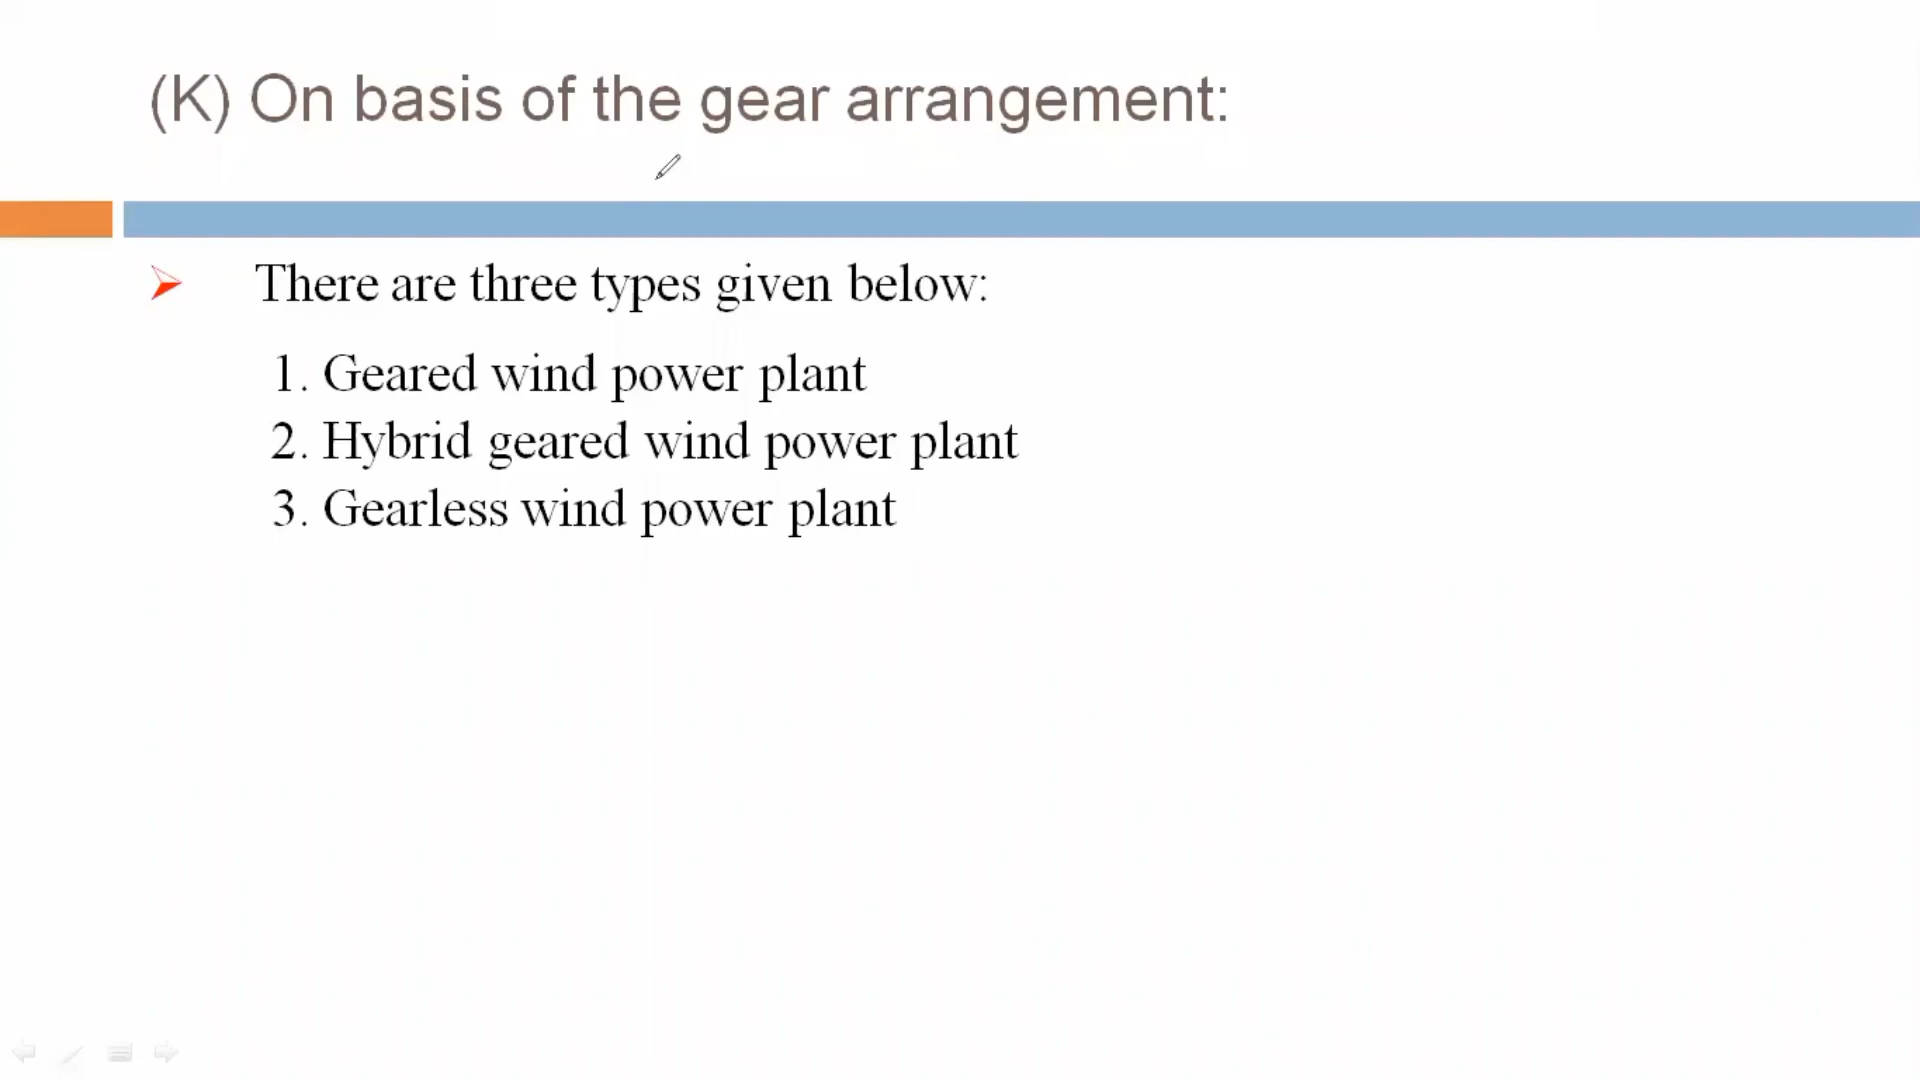 (K) On basis of the gear arrangement:
There are three types given below:
1. Geared wind power plant
2. Hybrid geared wind power plant
3. Gearless wind power plant